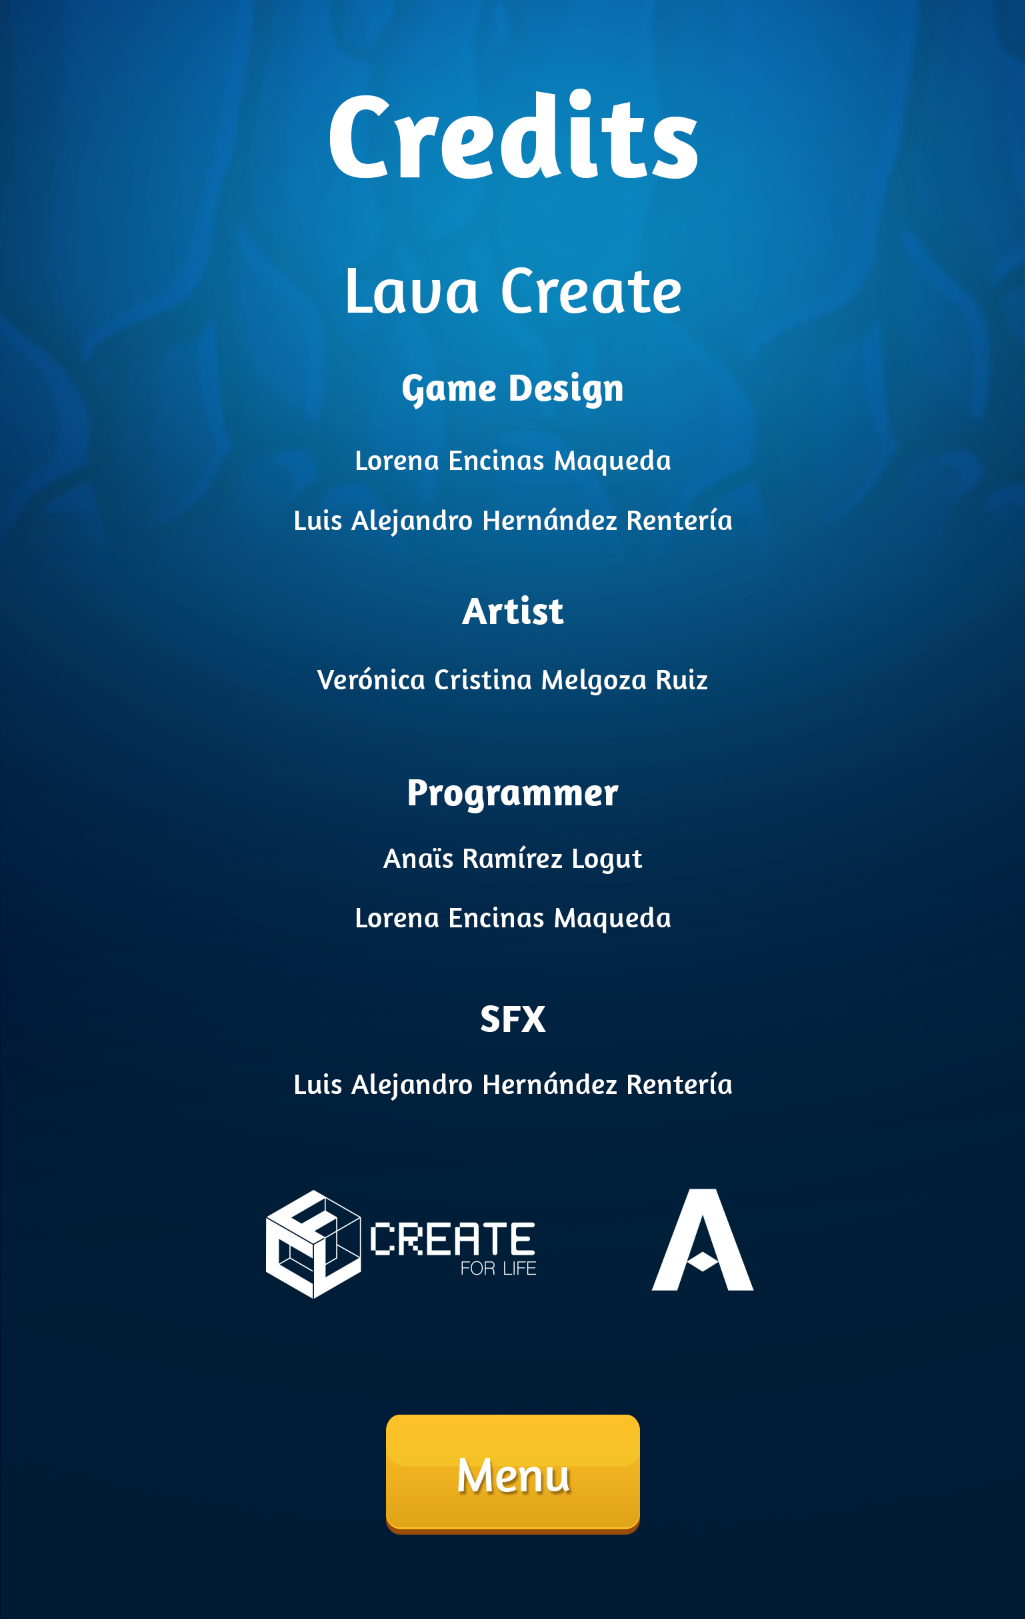 Credits
Lava Create
Game Design
Lorena Encinas Maqueda
Luis Alejandro Hernández Rentería
Artist
Verónica Cristina Melgoza Ruiz
Programmer
Anaïs Ramírez Logut
Lorena Encinas Maqueda
SFX
Luis Alejandro Hernández Rentería
CFL
CREATE
FOR LIFE
A
Menu